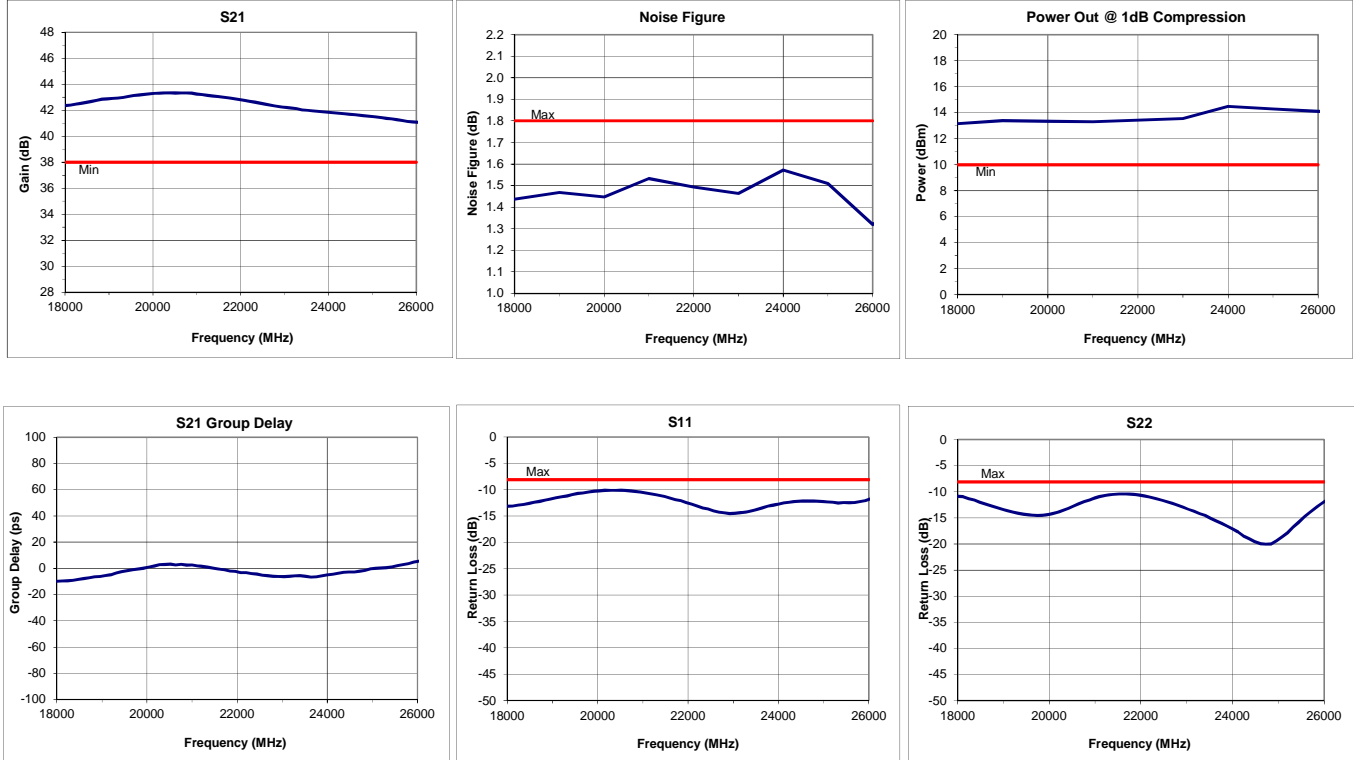 S21
48
46
44
42
40
38
36
34
32
30
28
Gain (dB)
Min
18000 20000 22000 24000 26000
Frequency (MHz)
Noise Figure
2.2
2.1
2.0
1.9
1.8
1.7
1.6
1.5
1.4
1.3
1.2
1.1
1.0
Noise Figure (dB)
Max
18000 20000 22000 24000 26000
Frequency (MHz)
Power Out @ 1dB Compression
20
18
16
14
12
10
8
6
4
2
0
Power (dBm)
Min
18000 20000 22000 24000 26000
Frequency (MHz)
S21 Group Delay
100
80
60
40
20
0
-20
-40
-60
-80
-100
Group Delay (ps)
18000 20000 22000 24000 26000
Frequency (MHz)
S11
0
-5
-10
-15
-20
-25
-30
-35
-40
-45
-50
Return Loss (dB)
Max
18000 20000 22000 24000 26000
Frequency (MHz)
S22
0
-5
-10
-15
-20
-25
-30
-35
-40
-45
-50
Return Loss (dB)
Max
18000 20000 22000 24000 26000
Frequency (MHz)